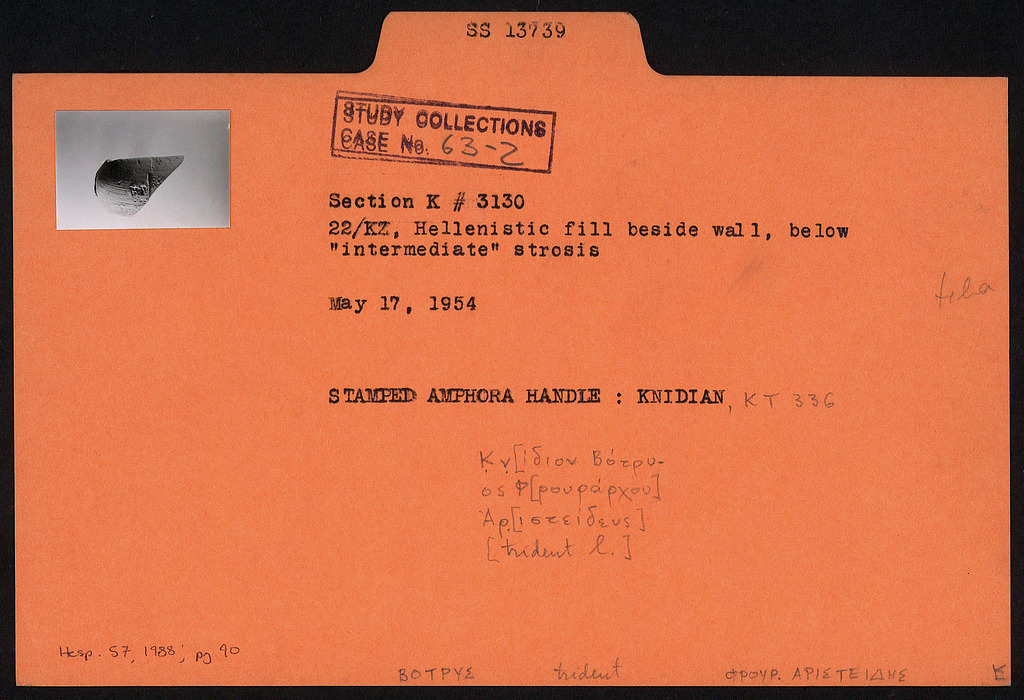 SS 13739
STUDY COLLECTIONS
CASE No. 63-2
Section K # 3130
22/KZ, Hellenistic fill beside wall, below
"intermediate" strosis
May 17, 1954
STAMPED AMPHORA HANDLE : KNIDIAN, KT 336
Κν[ίδιον Βότρυ-
ος Φ[ρουράρχου]
Ἀρ[ιστείδευς]
[trident l.]
Hesp. 57, 1988; pg 90
ΒΟΤΡΥΣ trident ΦΡΟΥΡ. ΑΡΙΣΤΕΙΔΗΣ